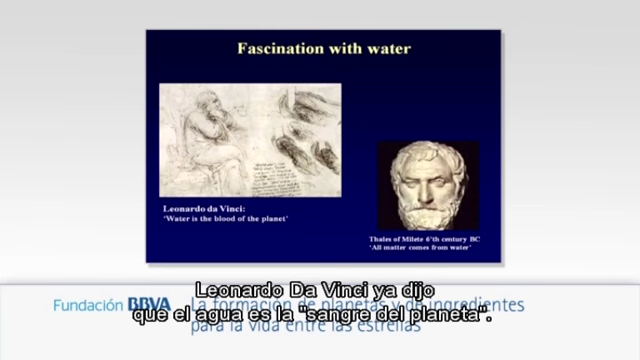 Fascination with water
Leonardo da Vinci:
'Water is the blood of the planet'
Thales of Milete 6'th century BC
'All matter comes from water'
Leonardo Da Vinci ya dijo
que el agua es la "sangre del planeta".
Fundación BBVA
La formación de planetas y de ingredientes
para la vida entre las estrellas